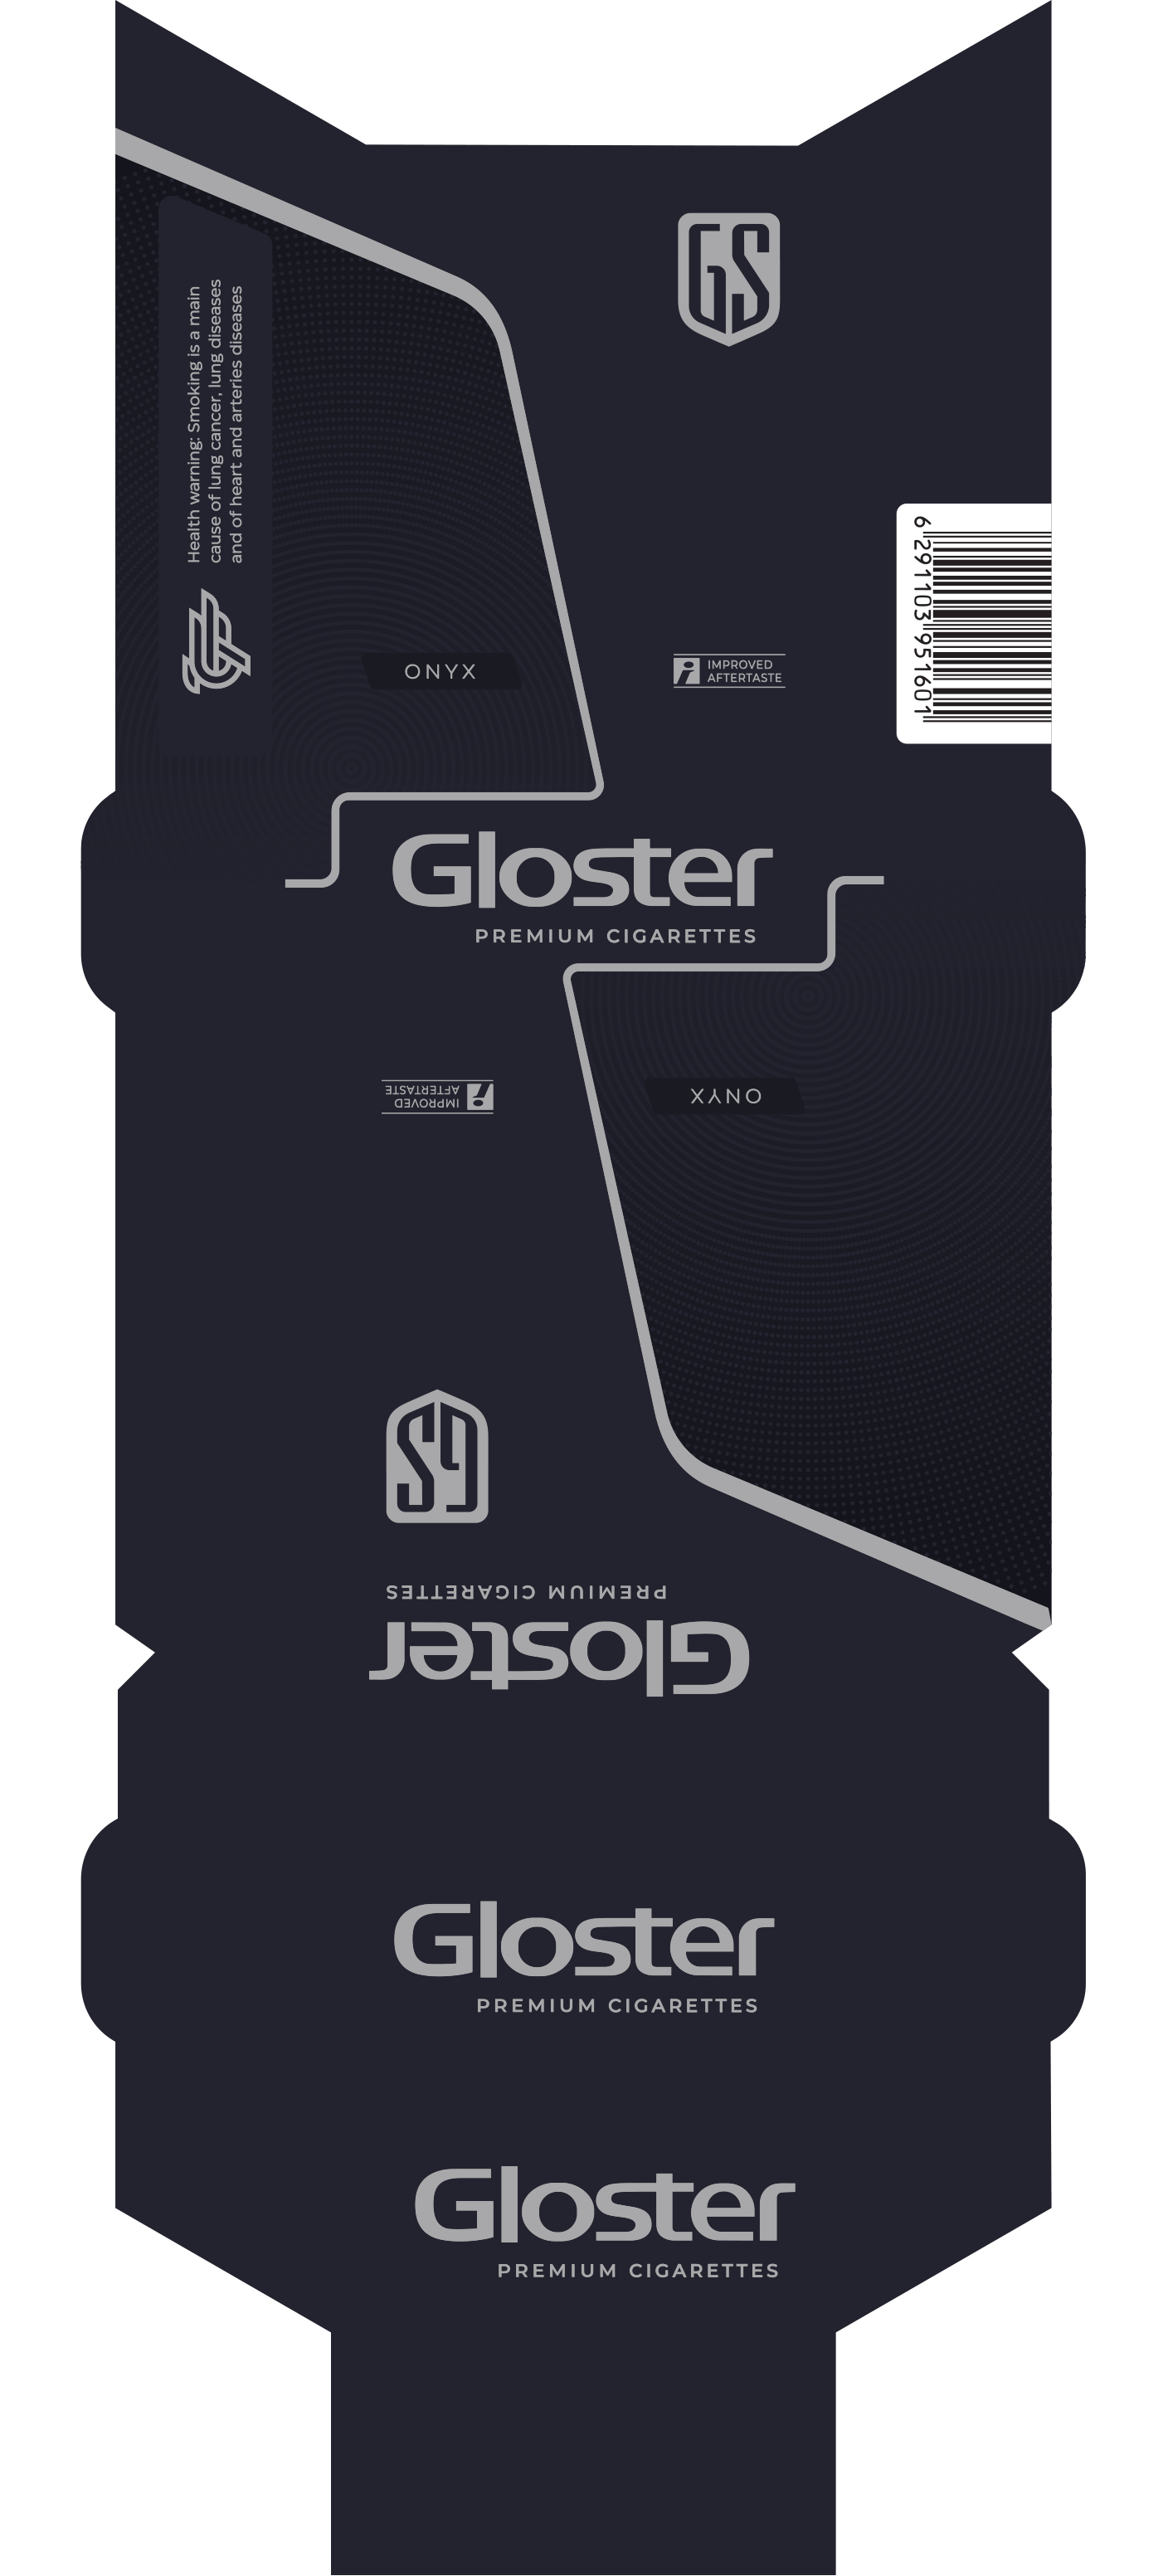 GS
Health warning: Smoking is a main
cause of lung cancer, lung diseases
and of heart and arteries diseases
6 291103 951601
ONYX
IMPROVED
AFTERTASTE
Gloster
PREMIUM CIGARETTES
IMPROVED
AFTERTASTE
ONYX
GS
Gloster
PREMIUM CIGARETTES
Gloster
PREMIUM CIGARETTES
Gloster
PREMIUM CIGARETTES